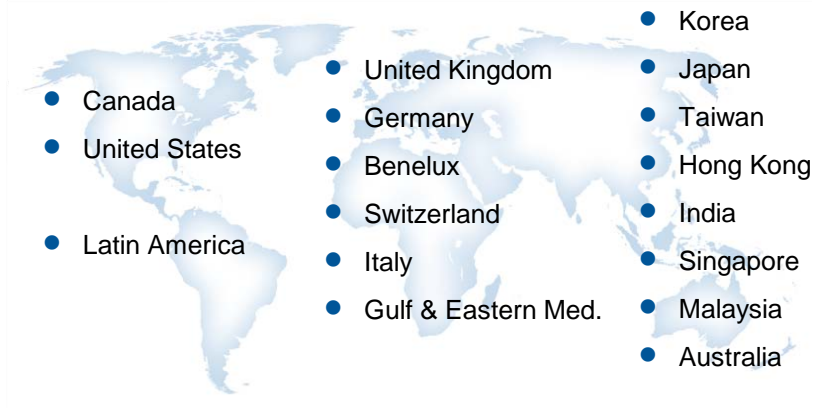 ● Canada
● United States
● Latin America
● United Kingdom
● Germany
● Benelux
● Switzerland
● Italy
● Gulf & Eastern Med.
● Korea
● Japan
● Taiwan
● Hong Kong
● India
● Singapore
● Malaysia
● Australia